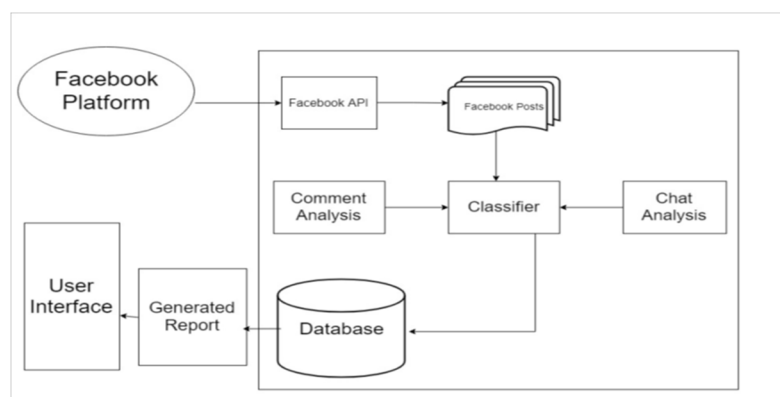 Facebook
Platform
Facebook API
Facebook Posts
Comment
Analysis
Classifier
Chat
Analysis
User
Interface
Generated
Report
Database